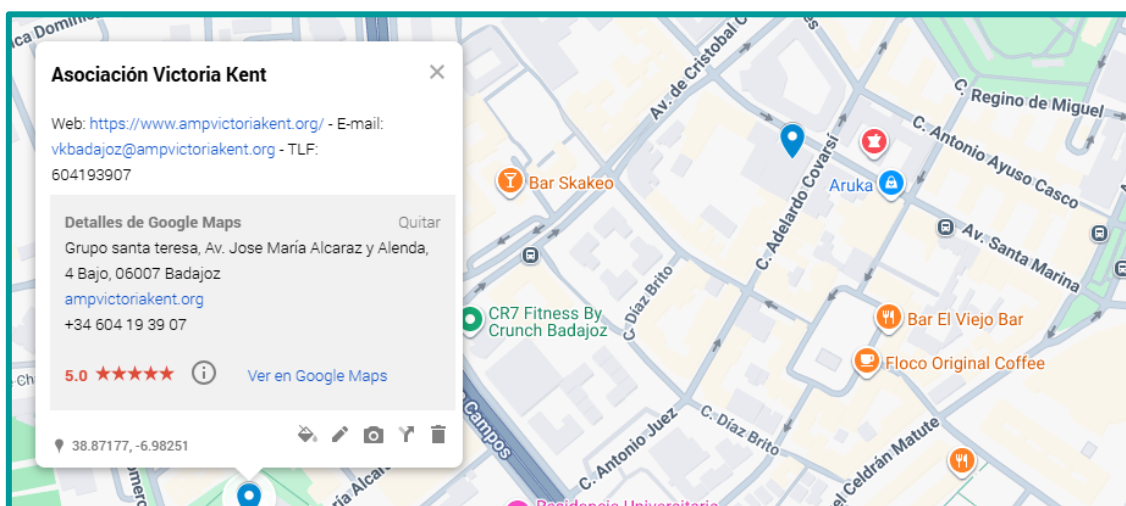 Asociación Victoria Kent
Web: https://www.ampvictoriakent.org/ - E-mail:
vkbadajoz@ampvictoriakent.org - TLF:
604193907
Detalles de Google Maps
Quitar
Grupo santa teresa, Av. Jose María Alcaraz y Alenda,
4 Bajo, 06007 Badajoz
ampvictoriakent.org
+34 604 19 39 07
5.0
Ver en Google Maps
38.87177, -6.98251
Av. de Cristobal C
C. Regino de Miguel
C. Antonio Ayuso Casco
Bar Skakeo
Aruka
C. Adelardo Covarsí
Av. Santa Marina
C. Díaz Brito
CR7 Fitness By
Crunch Badajoz
Bar El Viejo Bar
Floco Original Coffee
C. Díaz Brito
C. Antonio Juez
Campos
el Celdrán Matute
Residencia Universitaria